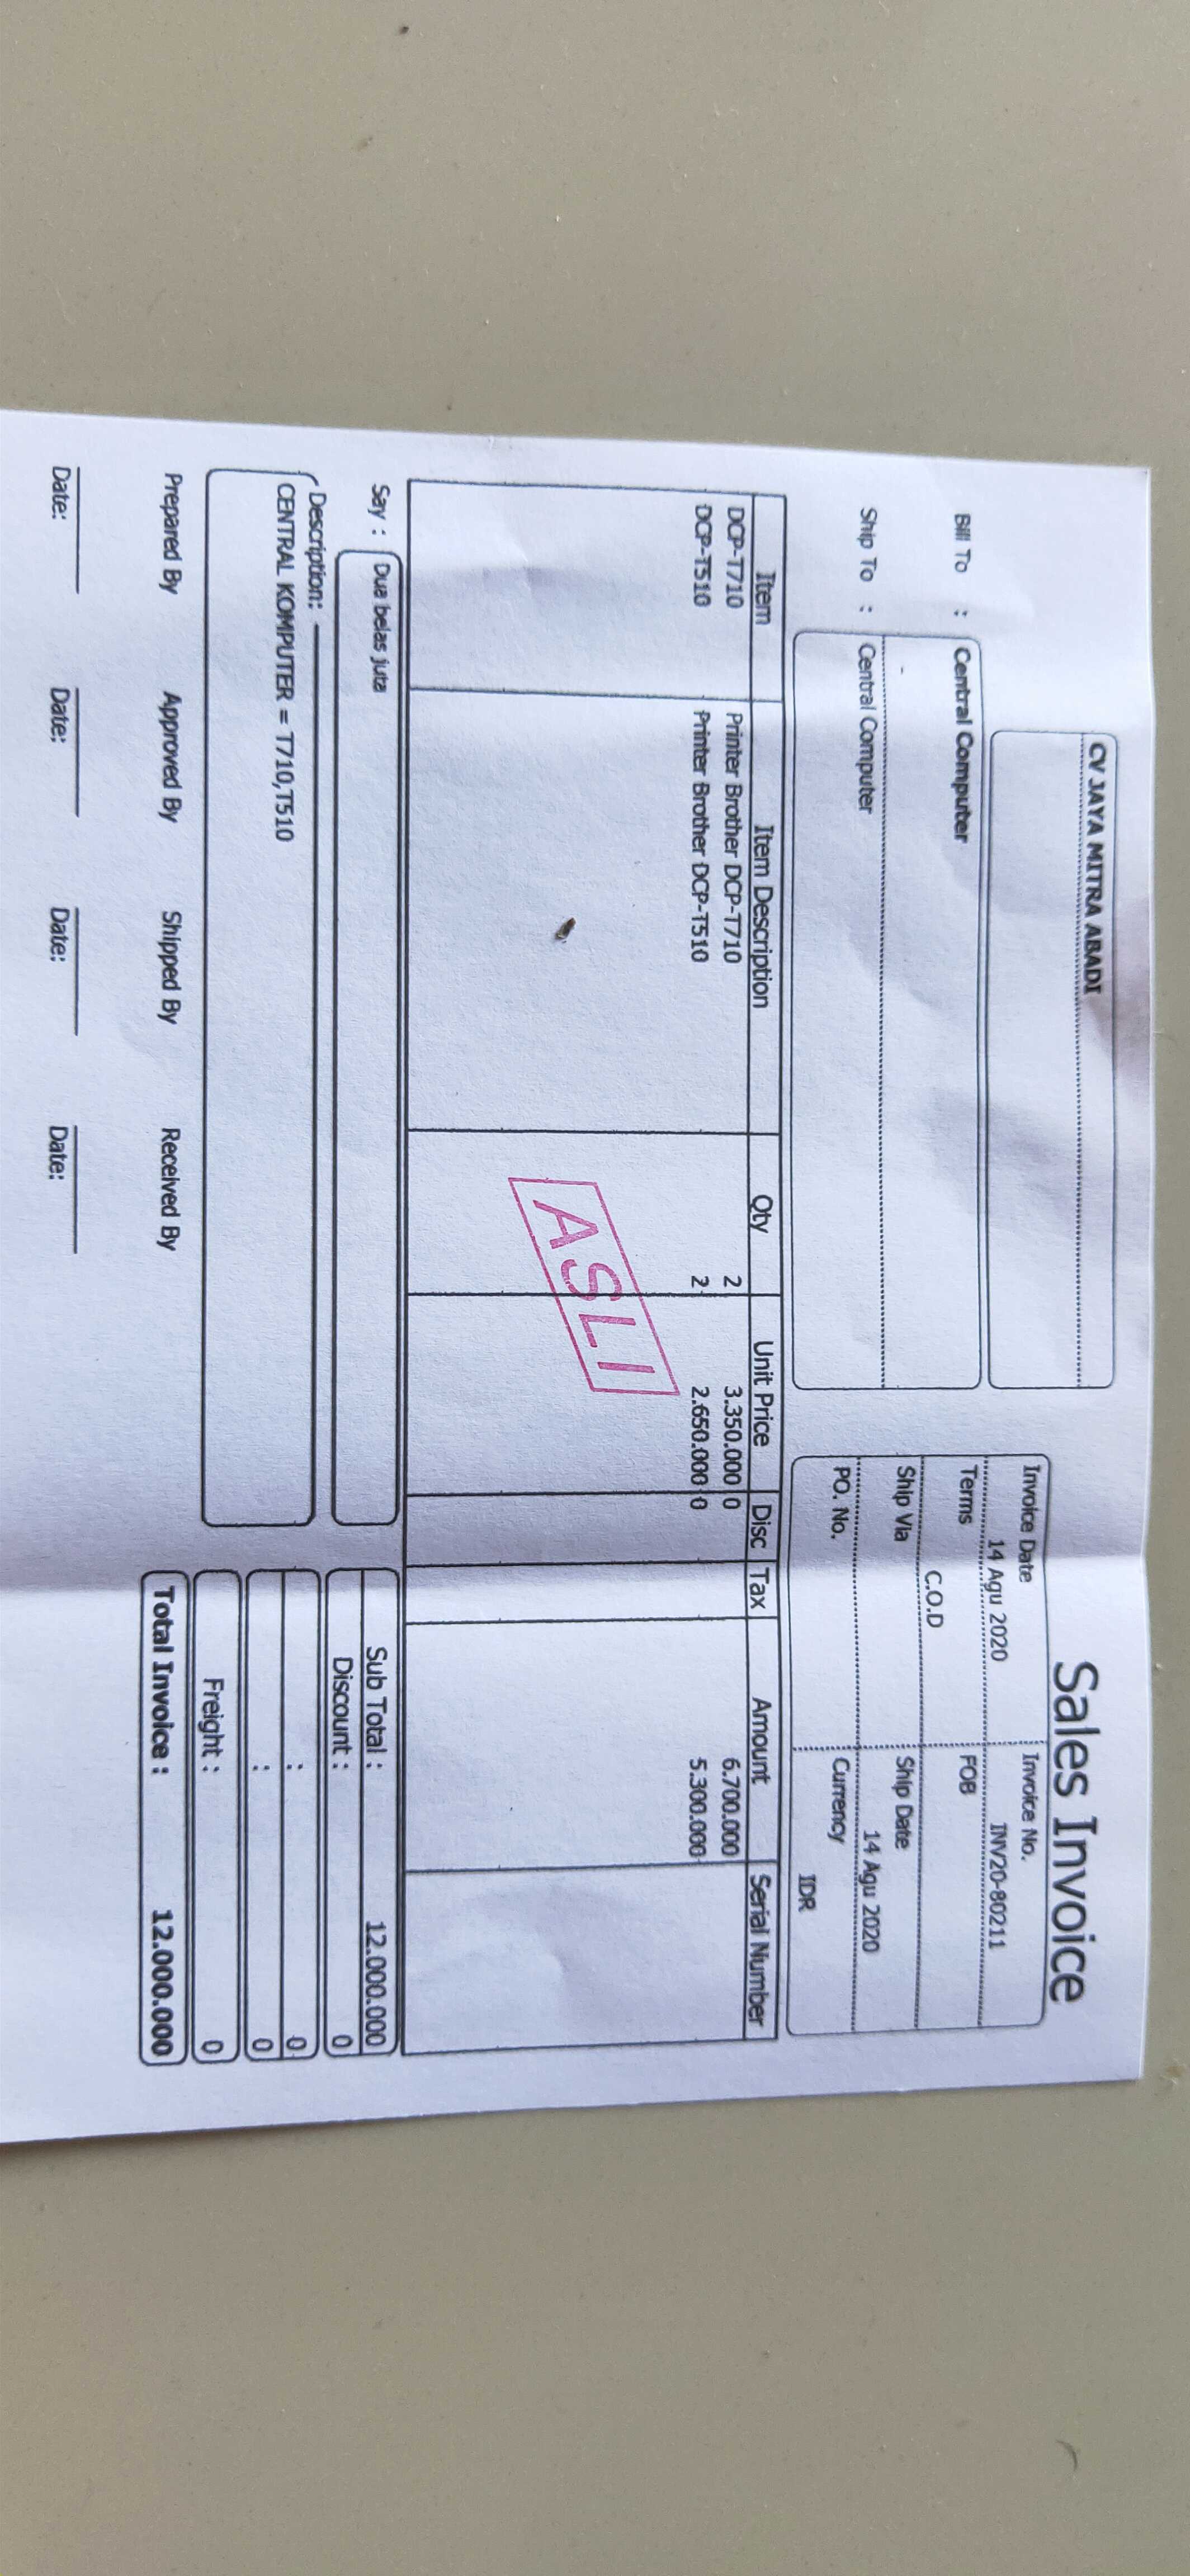 CV JAYA MITRA ABADI
Sales Invoice
Bill To : Central Computer
-
Ship To : Central Computer
Invoice Date Invoice No.
14 Agu 2020 INV20-80211
Terms FOB
C.O.D
Ship Via Ship Date
14 Agu 2020
PO. No. Currency
IDR
Item Item Description Qty Unit Price Disc Tax Amount Serial Number
DCP-T710 Printer Brother DCP-T710 2 3.350.000 0 6.700.000
DCP-T510 Printer Brother DCP-T510 2 2.650.000 0 5.300.000
ASLI
Say : Dua belas juta
Sub Total : 12.000.000
Discount : 0
: 0
: 0
Freight : 0
Total Invoice : 12.000.000
Description:
CENTRAL KOMPUTER = T710,T510
Prepared By Approved By Shipped By Received By
Date: Date: Date: Date: